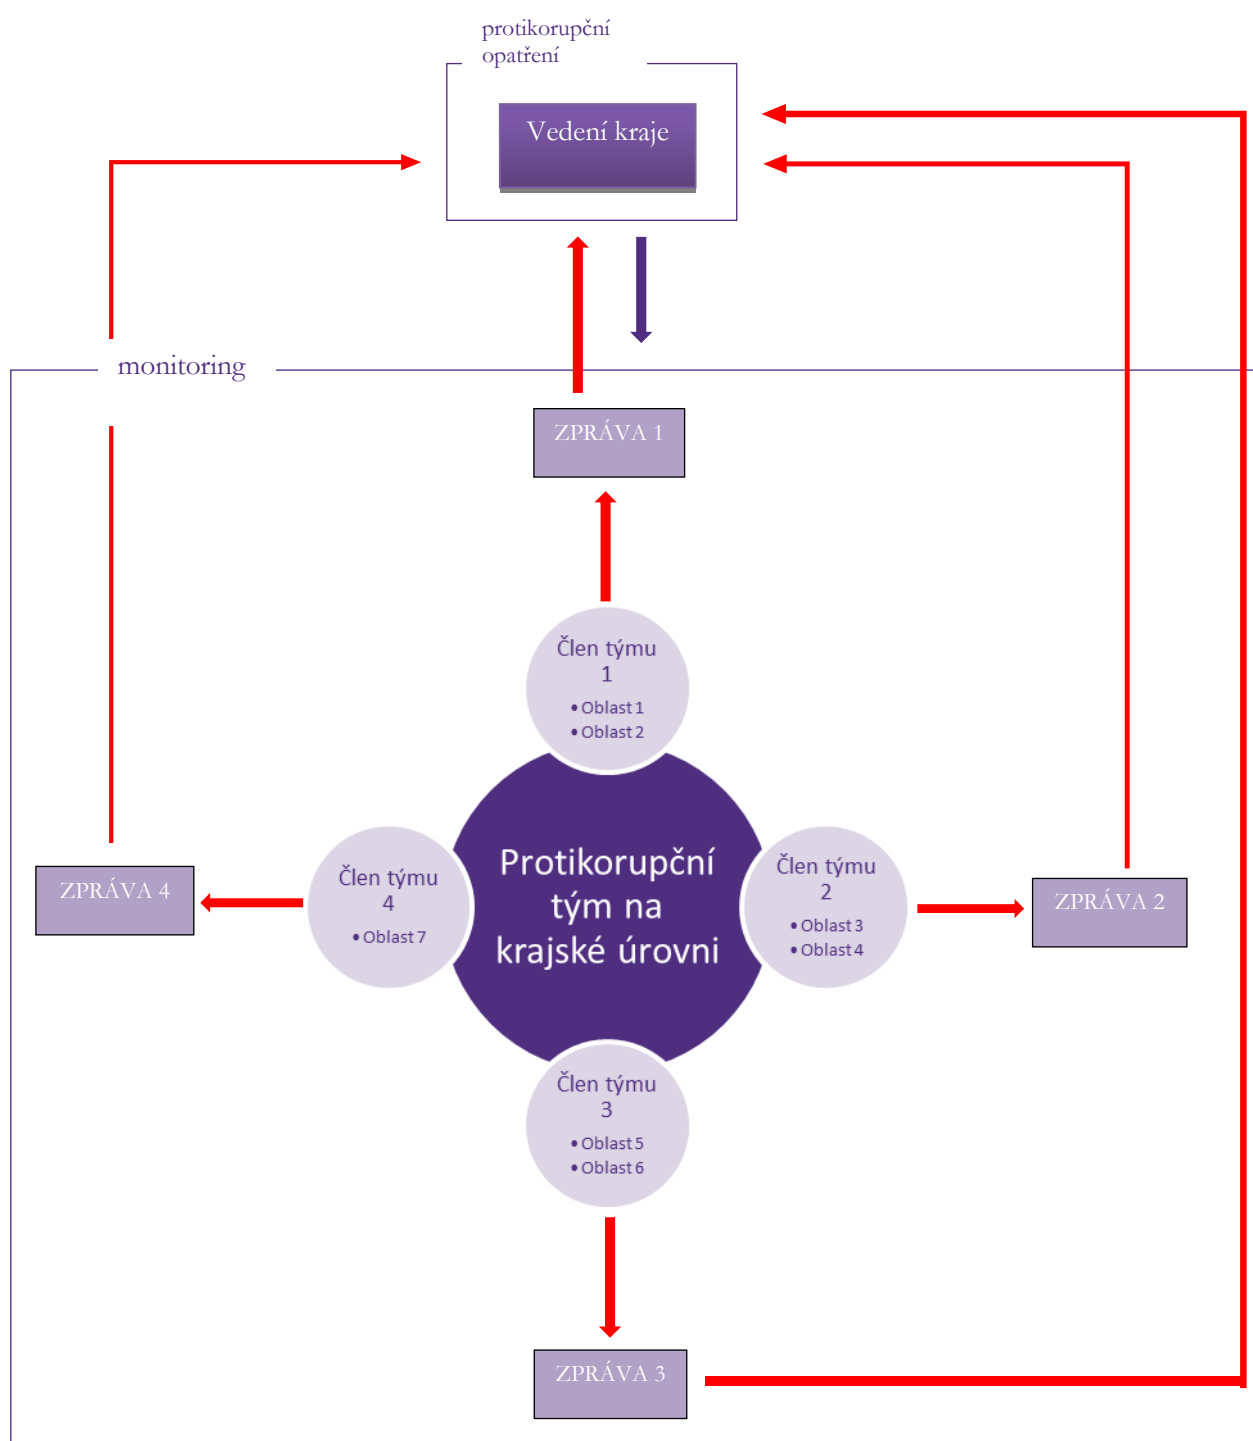 protikorupční
opatření
Vedení kraje
monitoring
ZPRÁVA 1
Člen týmu
1
• Oblast 1
• Oblast 2
Protikorupční
tým na
krajské úrovni
Člen týmu
4
• Oblast 7
Člen týmu
2
• Oblast 3
• Oblast 4
ZPRÁVA 4
ZPRÁVA 2
Člen týmu
3
• Oblast 5
• Oblast 6
ZPRÁVA 3